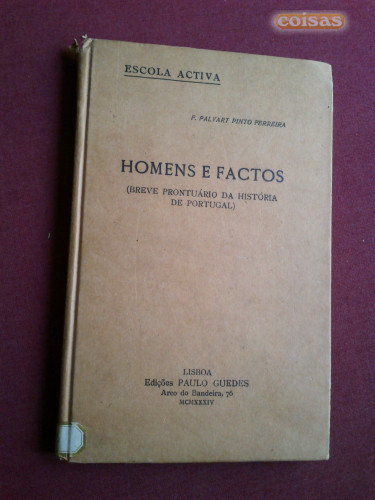 coisas
ESCOLA ACTIVA
F. PALYART PINTO FERREIRA
HOMENS E FACTOS
(BREVE PRONTUÁRIO DA HISTÓRIA
DE PORTUGAL)
LISBOA
Edições PAULO GUEDES
Arco do Bandeira, 76
MCMXXXIV